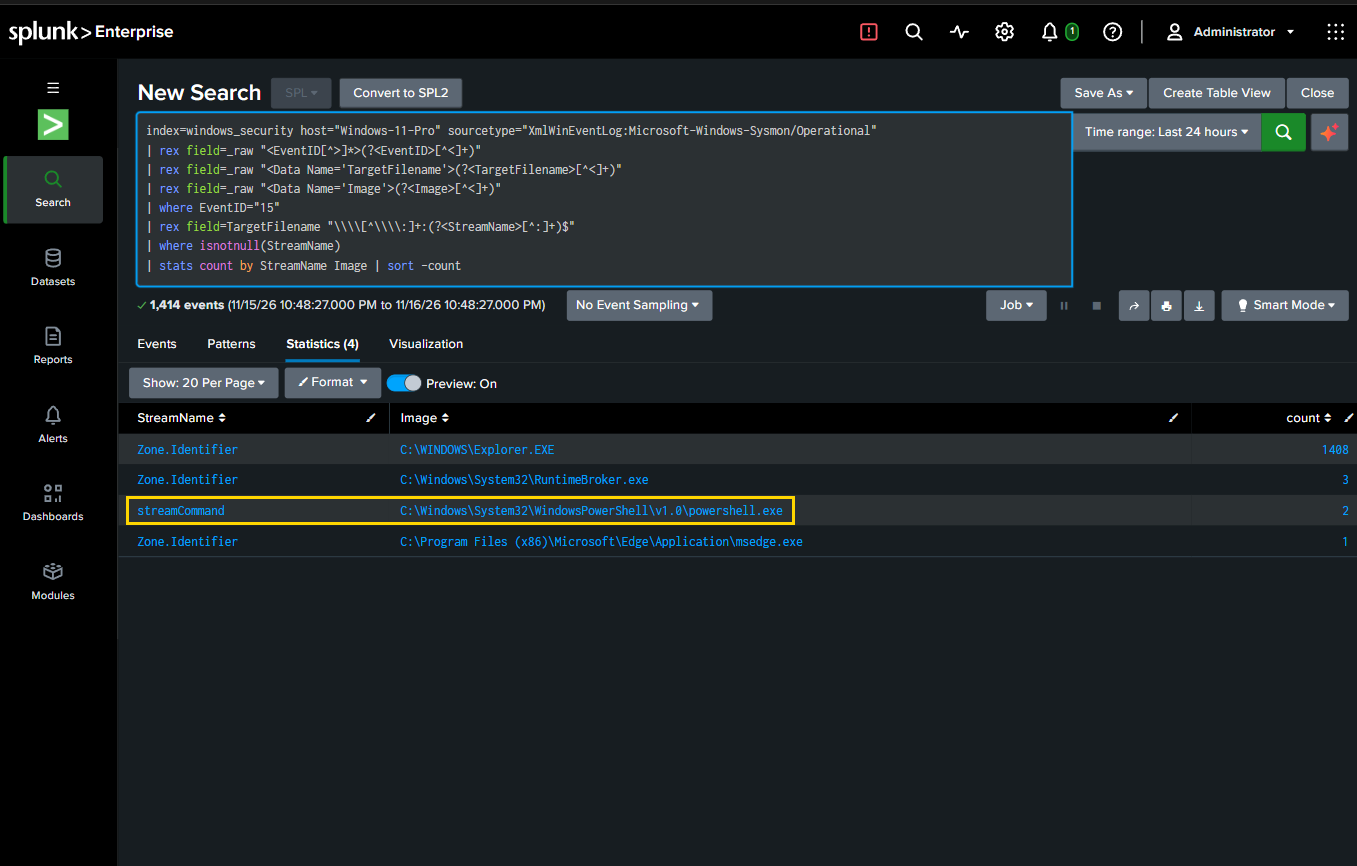 splunk>Enterprise
1
Administrator
New Search
SPL
Convert to SPL2
Save As
Create Table View
Close
index=windows_security host="Windows-11-Pro" sourcetype="XmlWinEventLog:Microsoft-Windows-Sysmon/Operational"
| rex field=_raw "<EventID[^>]*>(?<EventID>[^<]+)"
| rex field=_raw "<Data Name='TargetFilename'>(?<TargetFilename>[^<]+)"
| rex field=_raw "<Data Name='Image'>(?<Image>[^<]+)"
| where EventID="15"
| rex field=TargetFilename "\\\\[^\\\\:]+:(?<StreamName>[^:]+)$"
| where isnotnull(StreamName)
| stats count by StreamName Image | sort -count
Time range: Last 24 hours
Search
Datasets
Reports
Alerts
Dashboards
Modules
1,414 events (11/15/26 10:48:27.000 PM to 11/16/26 10:48:27.000 PM)
No Event Sampling
Job
Smart Mode
Events
Patterns
Statistics (4)
Visualization
Show: 20 Per Page
Format
Preview: On
StreamName Image count
Zone.Identifier C:\WINDOWS\Explorer.EXE 1408
Zone.Identifier C:\Windows\System32\RuntimeBroker.exe 3
streamCommand C:\Windows\System32\WindowsPowerShell\v1.0\powershell.exe 2
Zone.Identifier C:\Program Files (x86)\Microsoft\Edge\Application\msedge.exe 1